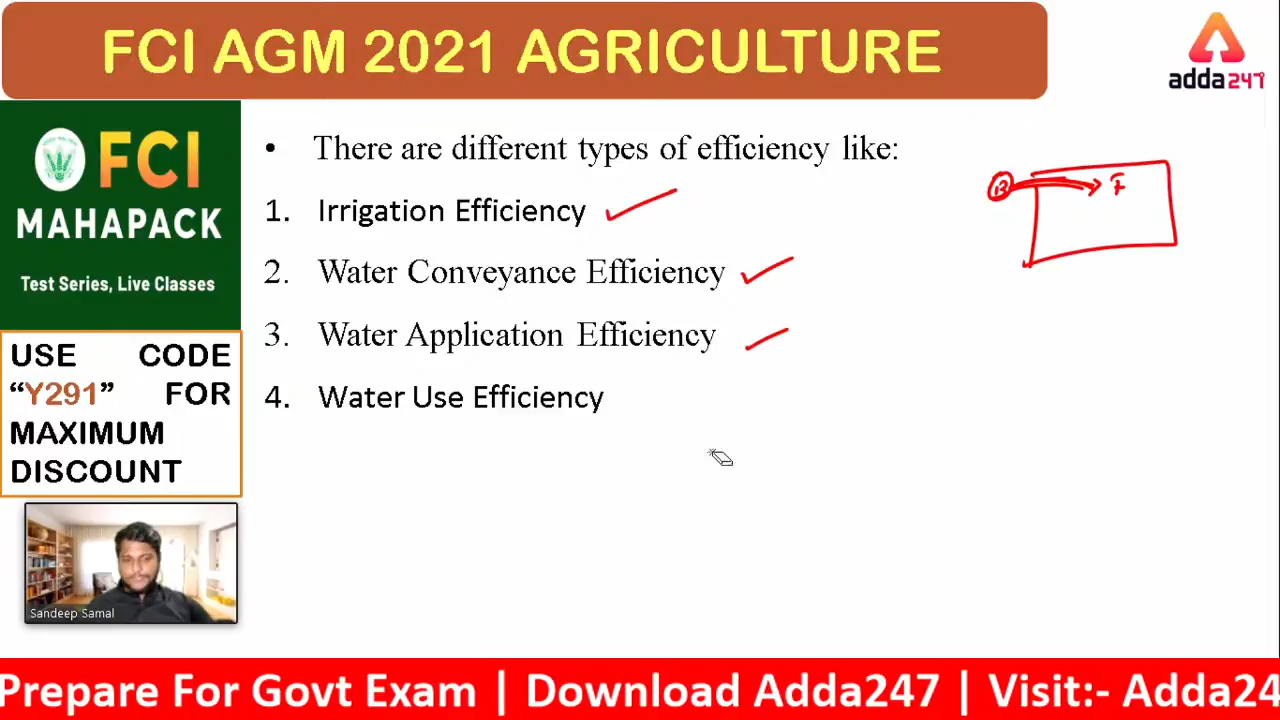 FCI AGM 2021 AGRICULTURE
adda247
FCI
MAHAPACK
Test Series, Live Classes
USE CODE
“Y291” FOR
MAXIMUM
DISCOUNT
• There are different types of efficiency like:
1. Irrigation Efficiency
2. Water Conveyance Efficiency
3. Water Application Efficiency
4. Water Use Efficiency
F
Sandeep Samal
Prepare For Govt Exam | Download Adda247 | Visit:- Adda24